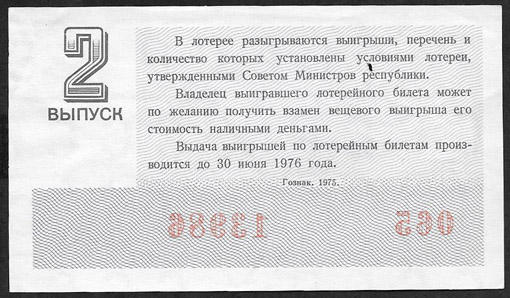 2
ВЫПУСК
В лотерее разыгрываются выигрыши, перечень и
количество которых установлены условиями лотереи,
утвержденными Советом Министров республики.
Владелец выигравшего лотерейного билета может
по желанию получить взамен вещевого выигрыша его
стоимость наличными деньгами.
Выдача выигрышей по лотерейным билетам произ-
водится до 30 июня 1976 года.
Гознак. 1975.
065 13986